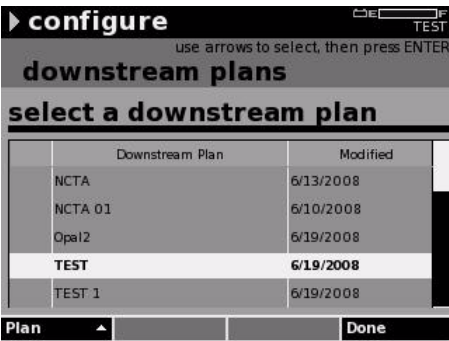 configure
E F
TEST
use arrows to select, then press ENTER
downstream plans
select a downstream plan
Downstream Plan Modified
NCTA 6/13/2008
NCTA 01 6/10/2008
Opal2 6/19/2008
TEST 6/19/2008
TEST 1 6/19/2008
Plan Done